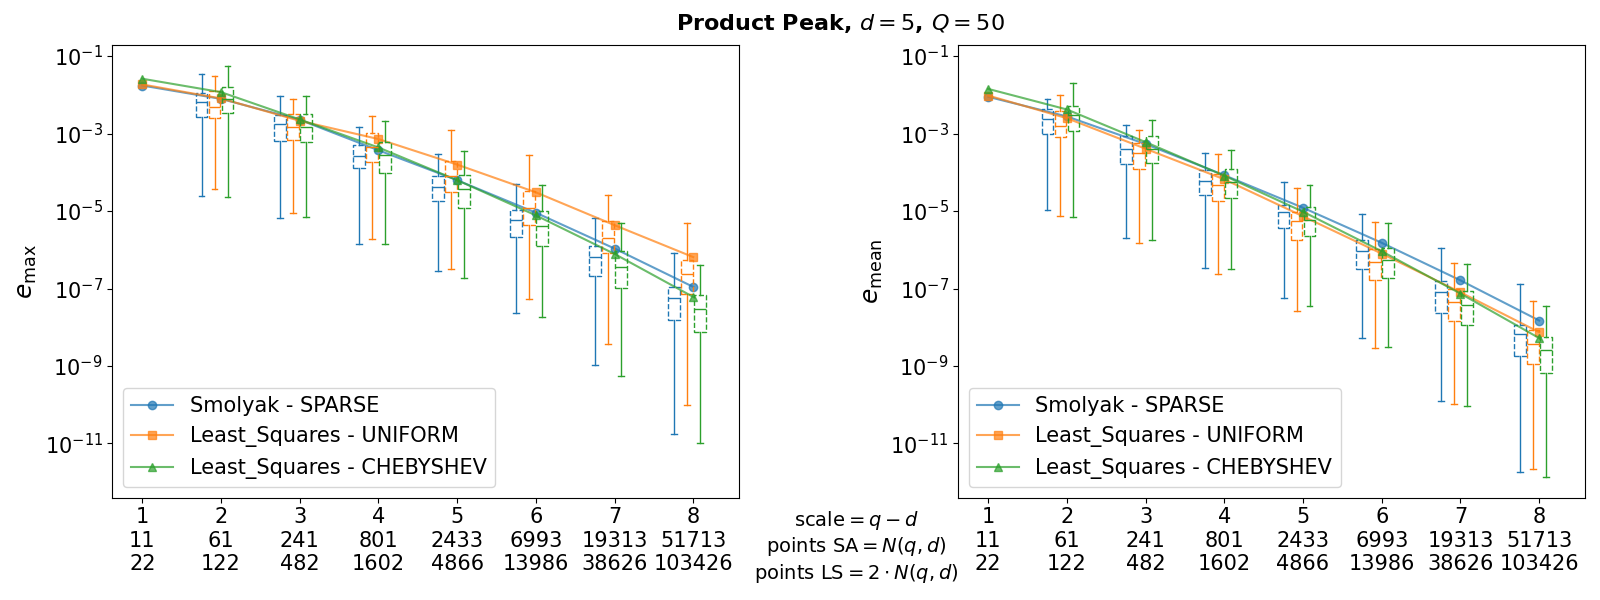 Product Peak, d = 5, Q = 50
10⁻¹
10⁻³
10⁻⁵
10⁻⁷
10⁻⁹
10⁻¹¹
e_max
Smolyak - SPARSE
Least_Squares - UNIFORM
Least_Squares - CHEBYSHEV
1 2 3 4 5 6 7 8
11 61 241 801 2433 6993 19313 51713
22 122 482 1602 4866 13986 38626 103426
scale = q − d
points SA = N(q, d)
points LS = 2 · N(q, d)
10⁻¹
10⁻³
10⁻⁵
10⁻⁷
10⁻⁹
10⁻¹¹
e_mean
Smolyak - SPARSE
Least_Squares - UNIFORM
Least_Squares - CHEBYSHEV
1 2 3 4 5 6 7 8
11 61 241 801 2433 6993 19313 51713
22 122 482 1602 4866 13986 38626 103426